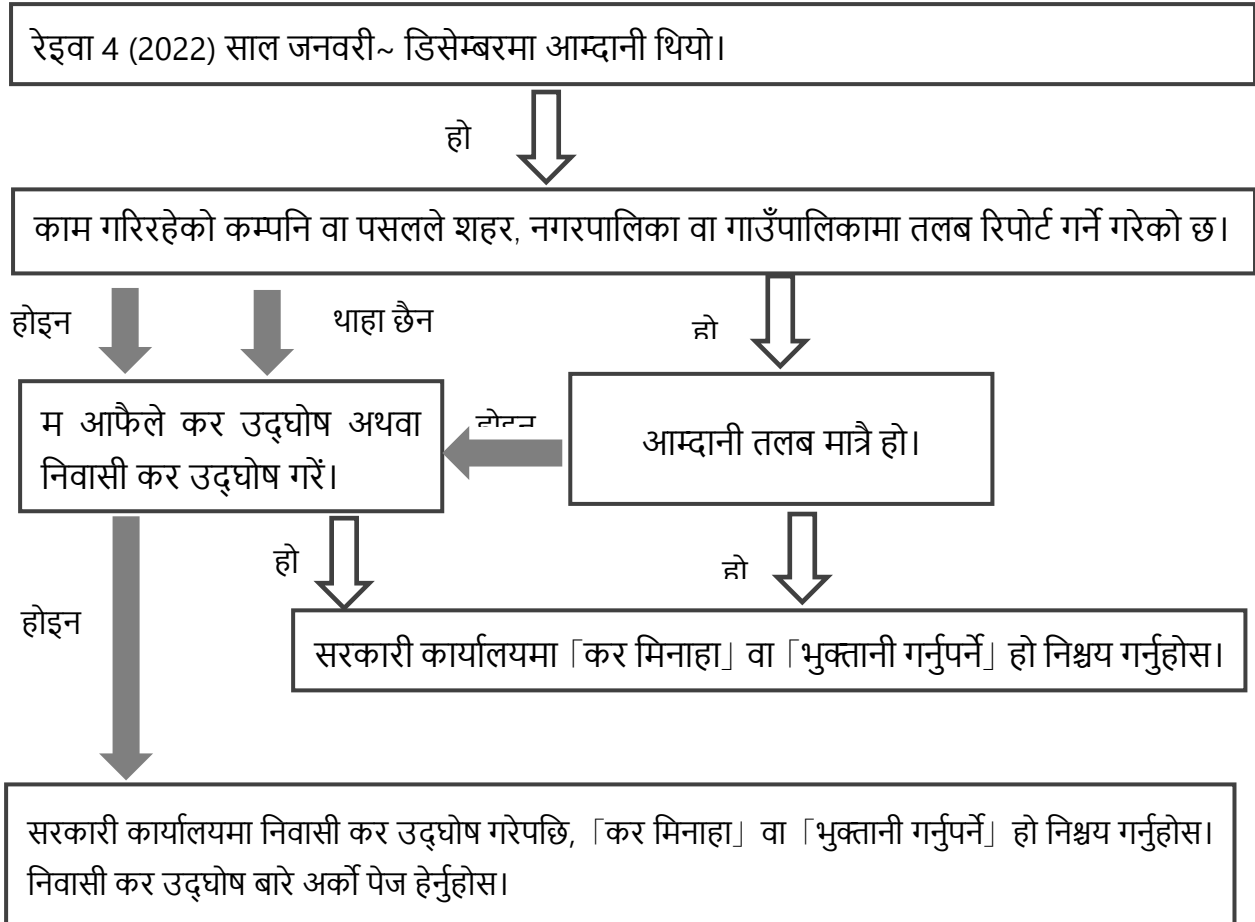 रेइवा 4 (2022) साल जनवरी~ डिसेम्बरमा आम्दानी थियो।
हो
काम गरिरहेको कम्पनि वा पसलले शहर, नगरपालिका वा गाउँपालिकामा तलब रिपोर्ट गर्ने गरेको छ।
होइन
थाहा छैन
हो
म आफैले कर उद्घोष अथवा
निवासी कर उद्घोष गरें।
होइन
आम्दानी तलब मात्रै हो।
हो
हो
होइन
सरकारी कार्यालयमा「कर मिनाहा」वा「भुक्तानी गर्नुपर्ने」हो निश्चय गर्नुहोस।
सरकारी कार्यालयमा निवासी कर उद्घोष गरेपछि,「कर मिनाहा」वा「भुक्तानी गर्नुपर्ने」हो निश्चय गर्नुहोस।
निवासी कर उद्घोष बारे अर्को पेज हेर्नुहोस।